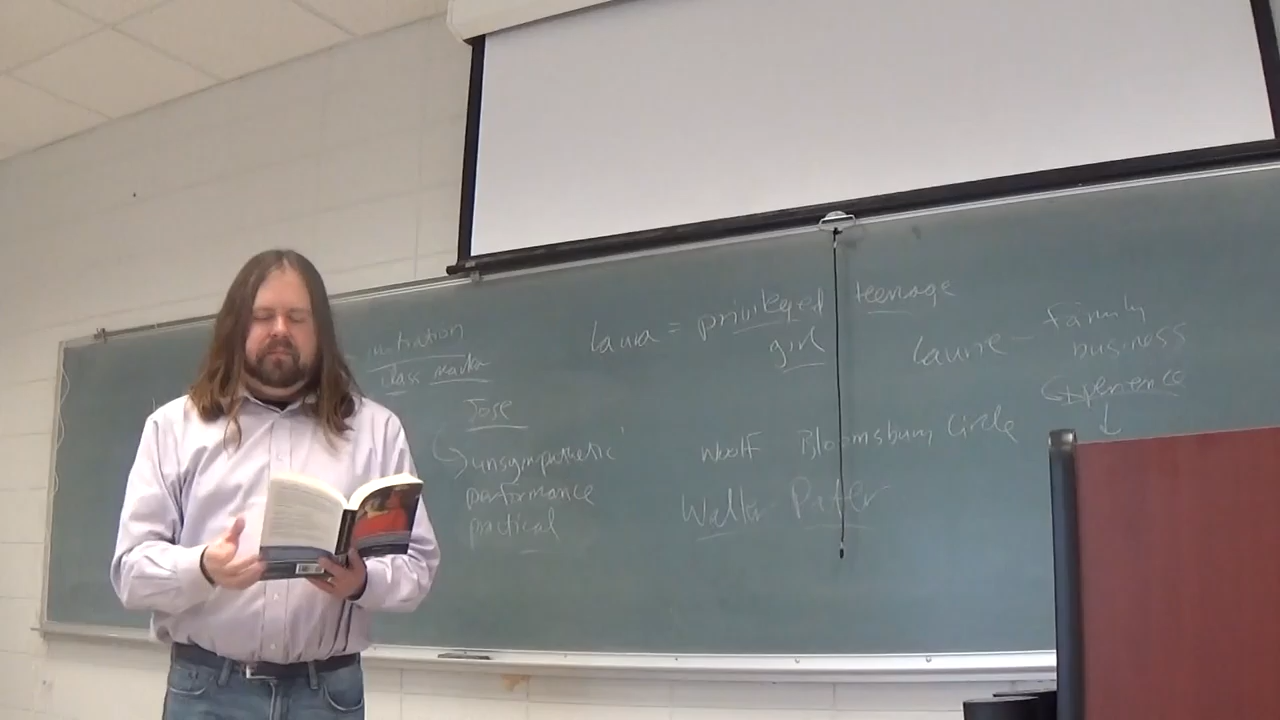 initiation
class marker
Jose
unsympathetic
performance
practical
Laura = privileged teenage
girl
Laurie - Family
business
experience
Woolf Bloomsbury Circle
Walter Pater